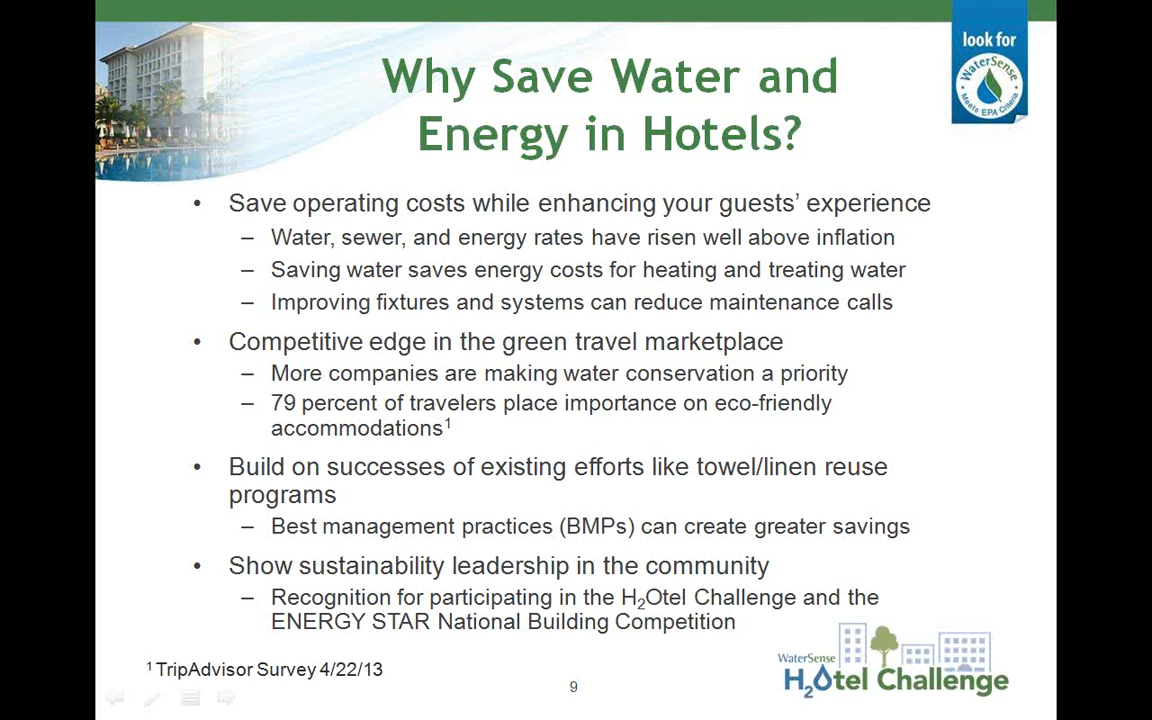 look for
WaterSense
Meets EPA Criteria
Why Save Water and
Energy in Hotels?
• Save operating costs while enhancing your guests’ experience
– Water, sewer, and energy rates have risen well above inflation
– Saving water saves energy costs for heating and treating water
– Improving fixtures and systems can reduce maintenance calls
• Competitive edge in the green travel marketplace
– More companies are making water conservation a priority
– 79 percent of travelers place importance on eco-friendly
accommodations¹
• Build on successes of existing efforts like towel/linen reuse
programs
– Best management practices (BMPs) can create greater savings
• Show sustainability leadership in the community
– Recognition for participating in the H₂Otel Challenge and the
ENERGY STAR National Building Competition
¹ TripAdvisor Survey 4/22/13
9
WaterSense
H₂Otel Challenge